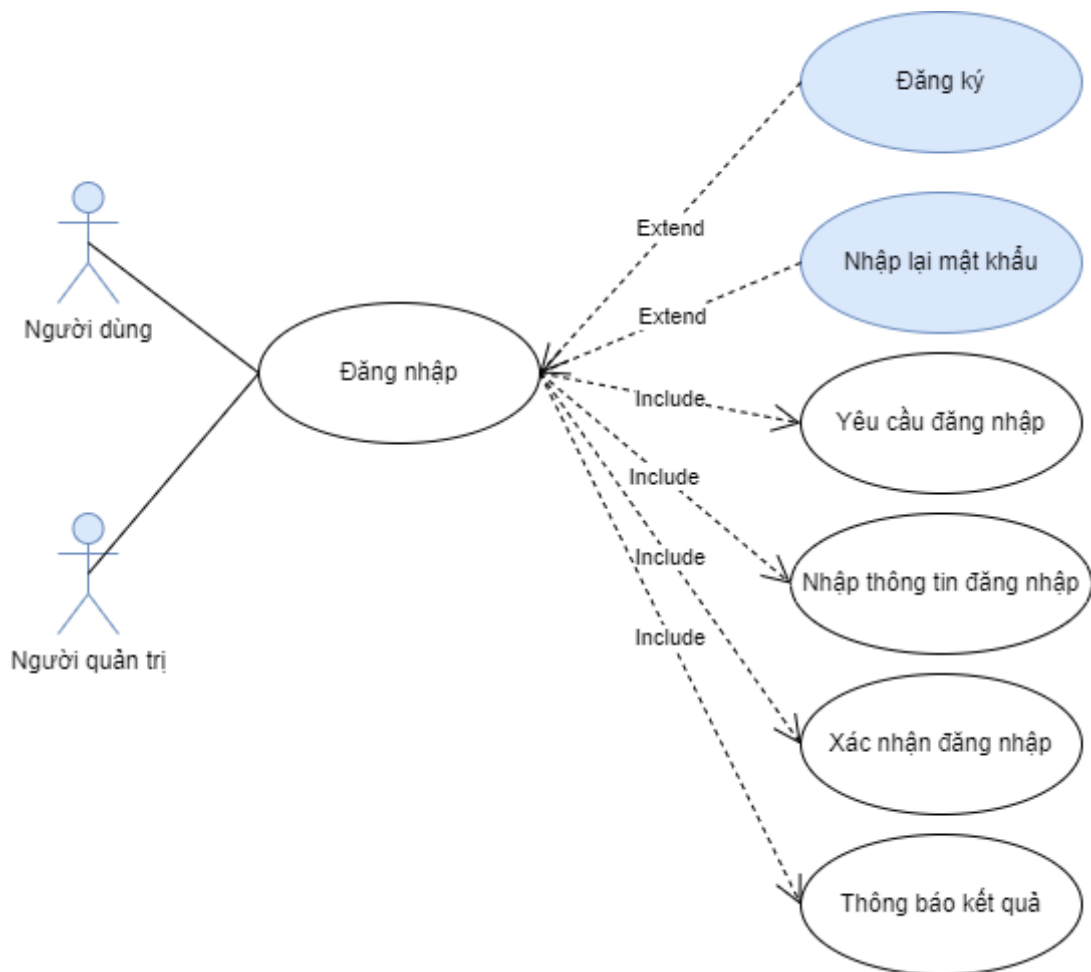 Đăng ký
Extend
Nhập lại mật khẩu
Extend
Người dùng
Đăng nhập
Include
Yêu cầu đăng nhập
Include
Nhập thông tin đăng nhập
Include
Include
Người quản trị
Xác nhận đăng nhập
Thông báo kết quả